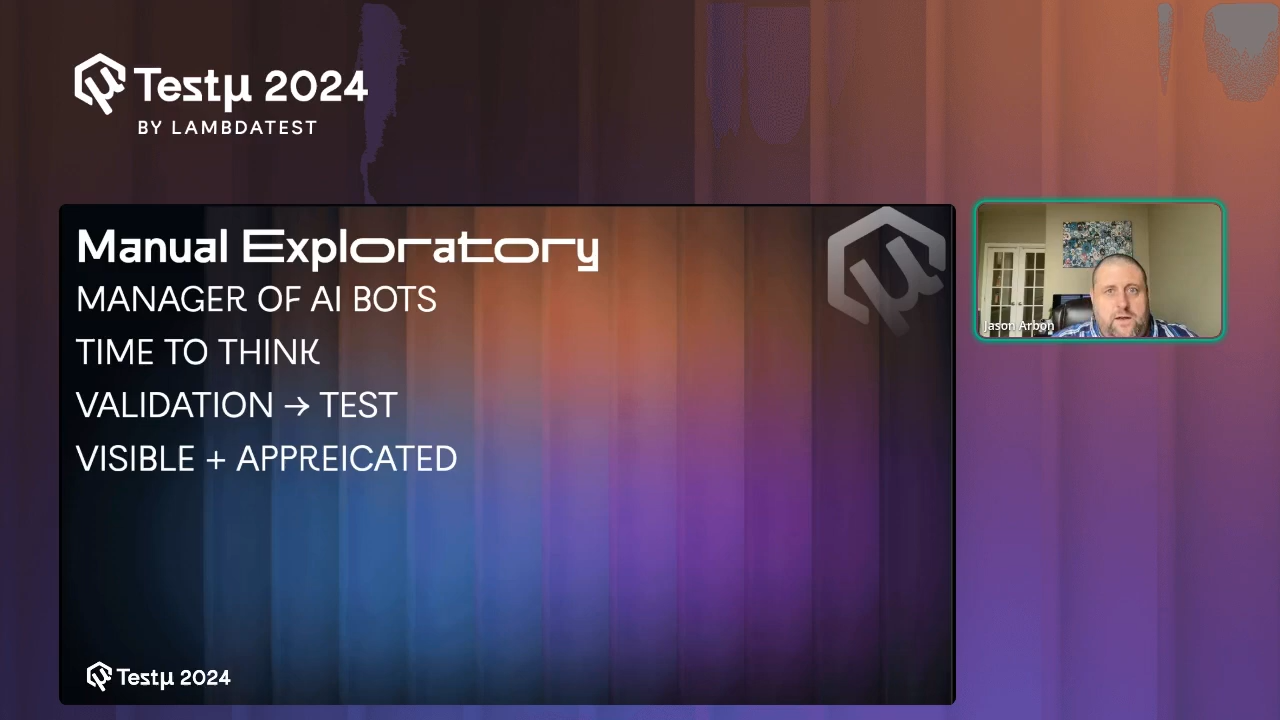 Testμ 2024
BY LAMBDATEST
Manual Exploratory
MANAGER OF AI BOTS
TIME TO THINK
VALIDATION → TEST
VISIBLE + APPREICATED
Jason Arbon
Testμ 2024